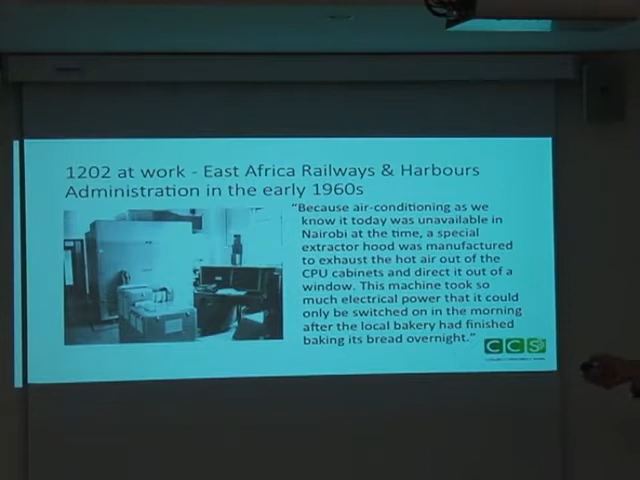 1202 at work - East Africa Railways & Harbours
Administration in the early 1960s
"Because air-conditioning as we
know it today was unavailable in
Nairobi at the time, a special
extractor hood was manufactured
to exhaust the hot air out of the
CPU cabinets and direct it out of a
window. This machine took so
much electrical power that it could
only be switched on in the morning
after the local bakery had finished
baking its bread overnight."
CCS